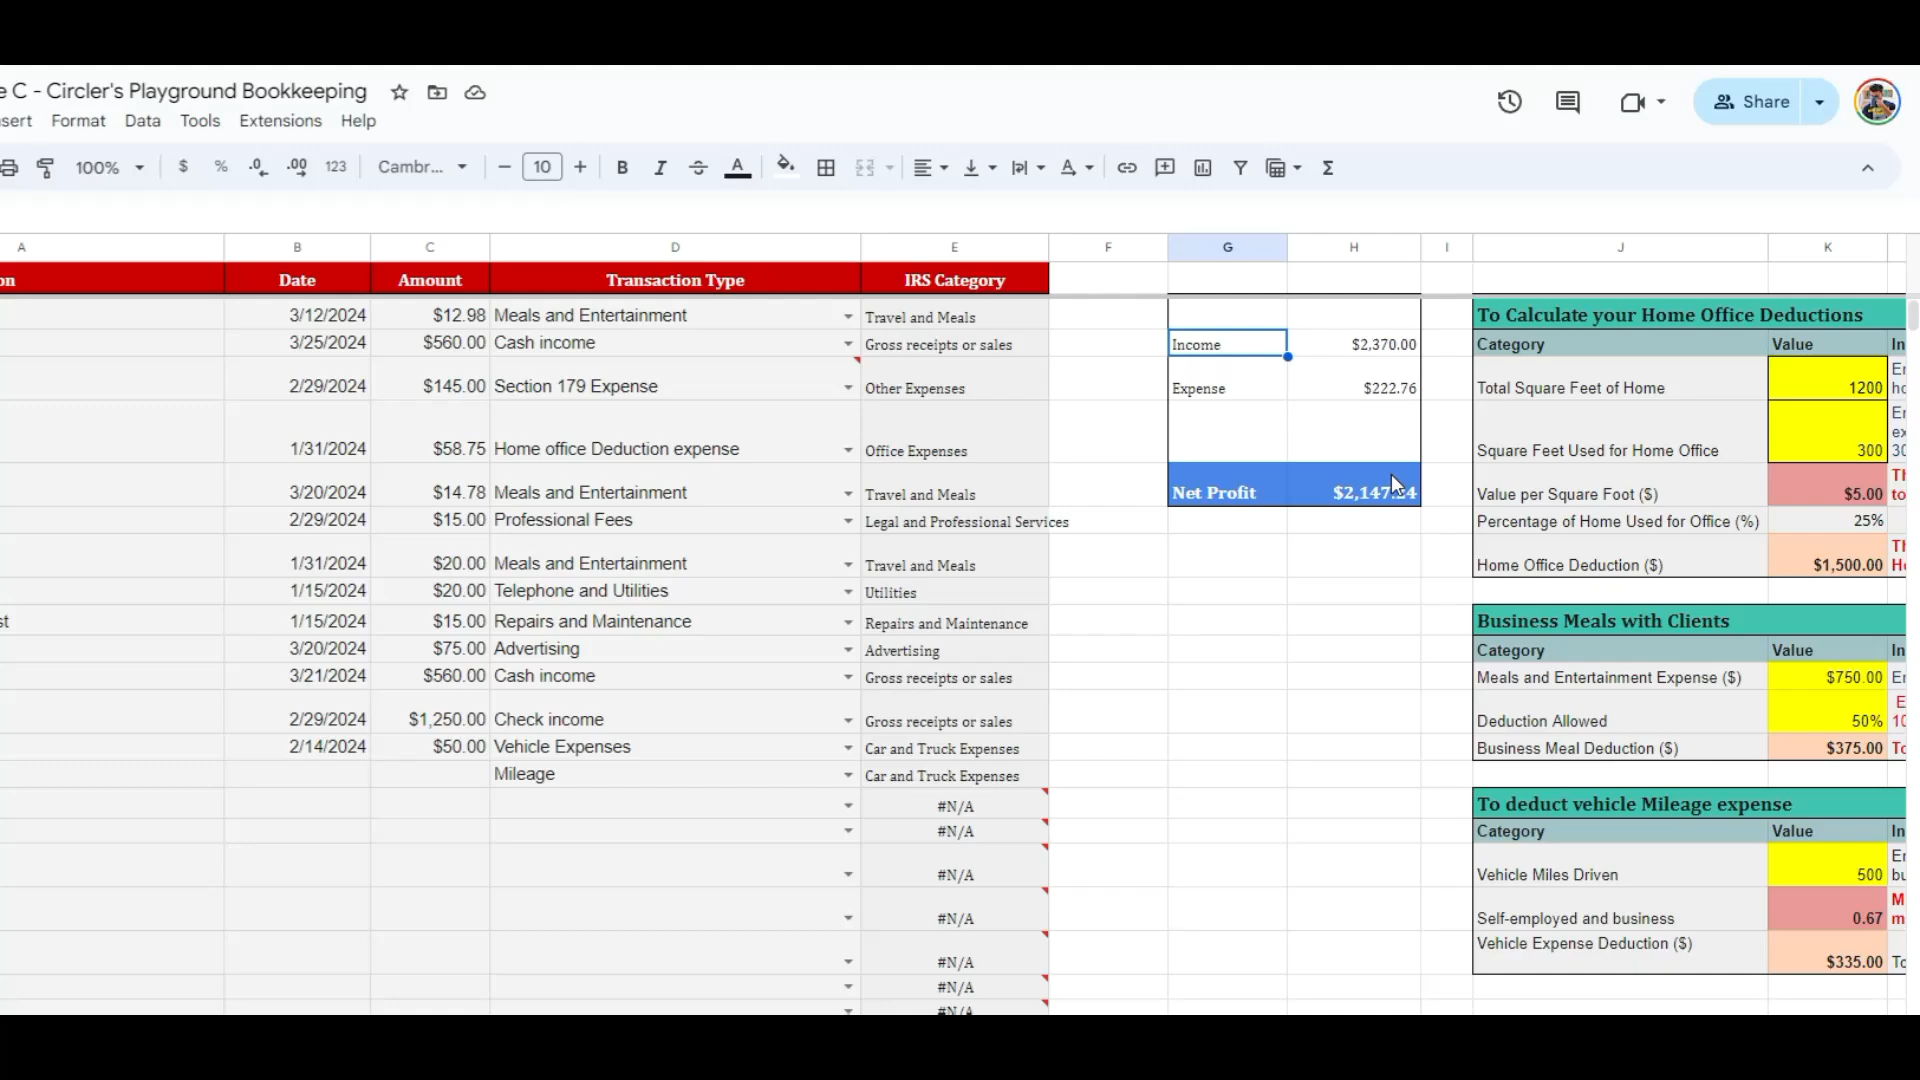 e C - Circler's Playground Bookkeeping
Share
sert Format Data Tools Extensions Help
100% $ % .0 .00 123 Cambr... − 10 + B I A Σ
A B C D E F G H I J K
on Date Amount Transaction Type IRS Category
3/12/2024 $12.98 Meals and Entertainment Travel and Meals To Calculate your Home Office Deductions
3/25/2024 $560.00 Cash income Gross receipts or sales Income $2,370.00 Category Value In
2/29/2024 $145.00 Section 179 Expense Other Expenses Expense $222.76 Total Square Feet of Home 1200
1/31/2024 $58.75 Home office Deduction expense Office Expenses Square Feet Used for Home Office 300 30
3/20/2024 $14.78 Meals and Entertainment Travel and Meals Net Profit Value per Square Foot ($) $5.00 to
2/29/2024 $15.00 Professional Fees Legal and Professional Services Percentage of Home Used for Office (%) 25%
1/31/2024 $20.00 Meals and Entertainment Travel and Meals Home Office Deduction ($) $1,500.00
1/15/2024 $20.00 Telephone and Utilities Utilities
st 1/15/2024 $15.00 Repairs and Maintenance Repairs and Maintenance Business Meals with Clients
3/20/2024 $75.00 Advertising Advertising Category Value In
3/21/2024 $560.00 Cash income Gross receipts or sales Meals and Entertainment Expense ($) $750.00
2/29/2024 $1,250.00 Check income Gross receipts or sales Deduction Allowed 50% 10
2/14/2024 $50.00 Vehicle Expenses Car and Truck Expenses Business Meal Deduction ($) $375.00 To
Mileage Car and Truck Expenses
#N/A To deduct vehicle Mileage expense
#N/A Category Value In
#N/A Vehicle Miles Driven 500
#N/A Self-employed and business 0.67
#N/A Vehicle Expense Deduction ($) $335.00 To
#N/A
#N/A